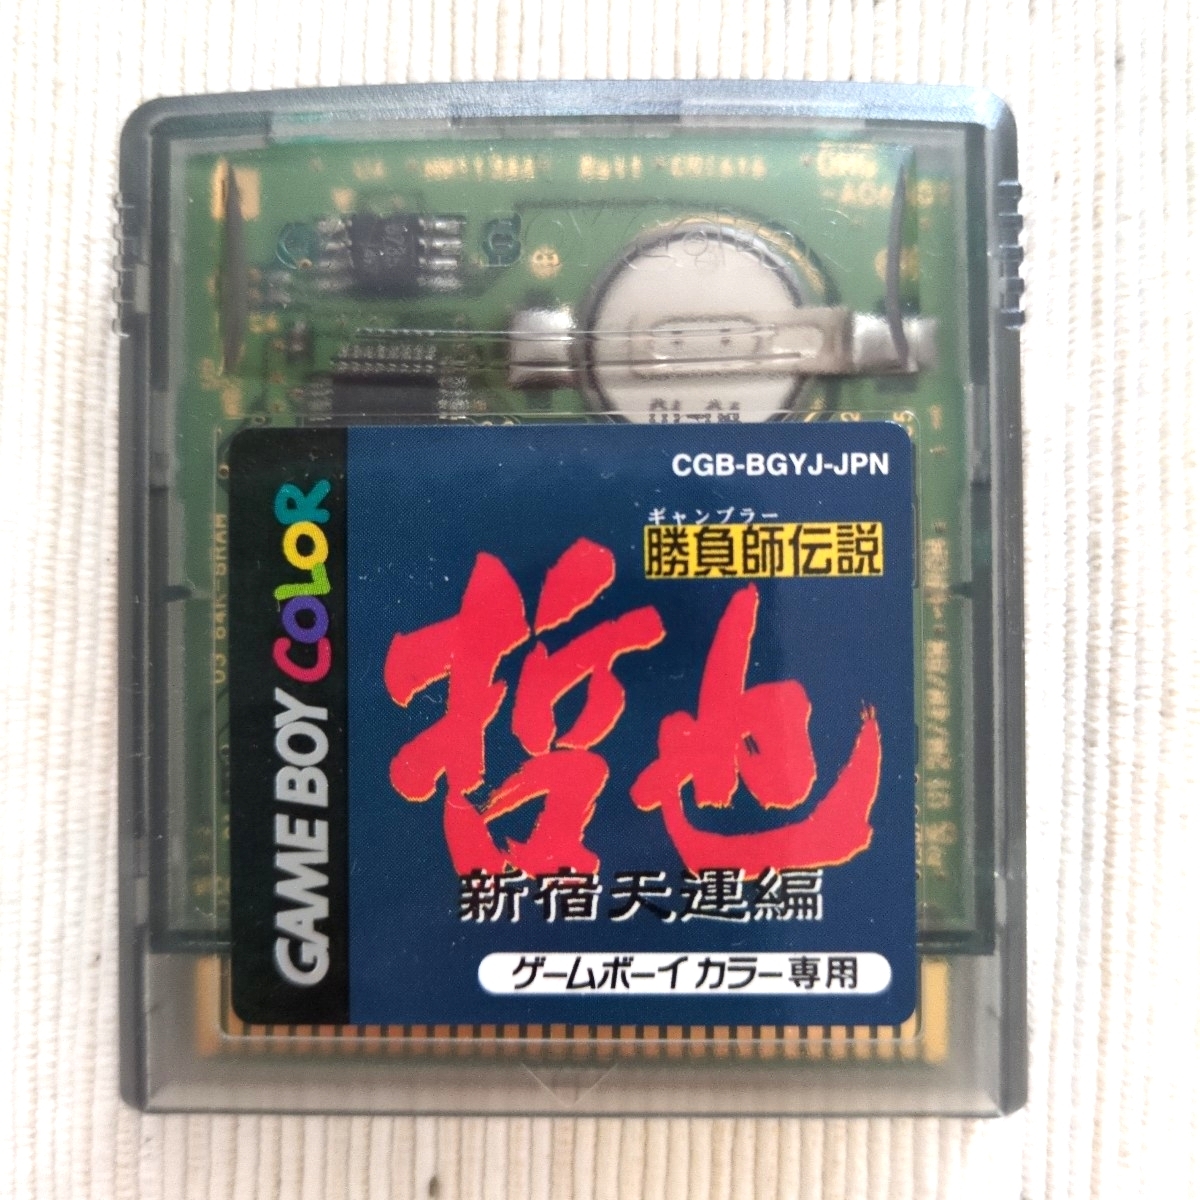 CGB-BGYJ-JPN
ギャンブラー
勝負師伝説
哲也
新宿天運編
ゲームボーイカラー専用
GAME BOY COLOR